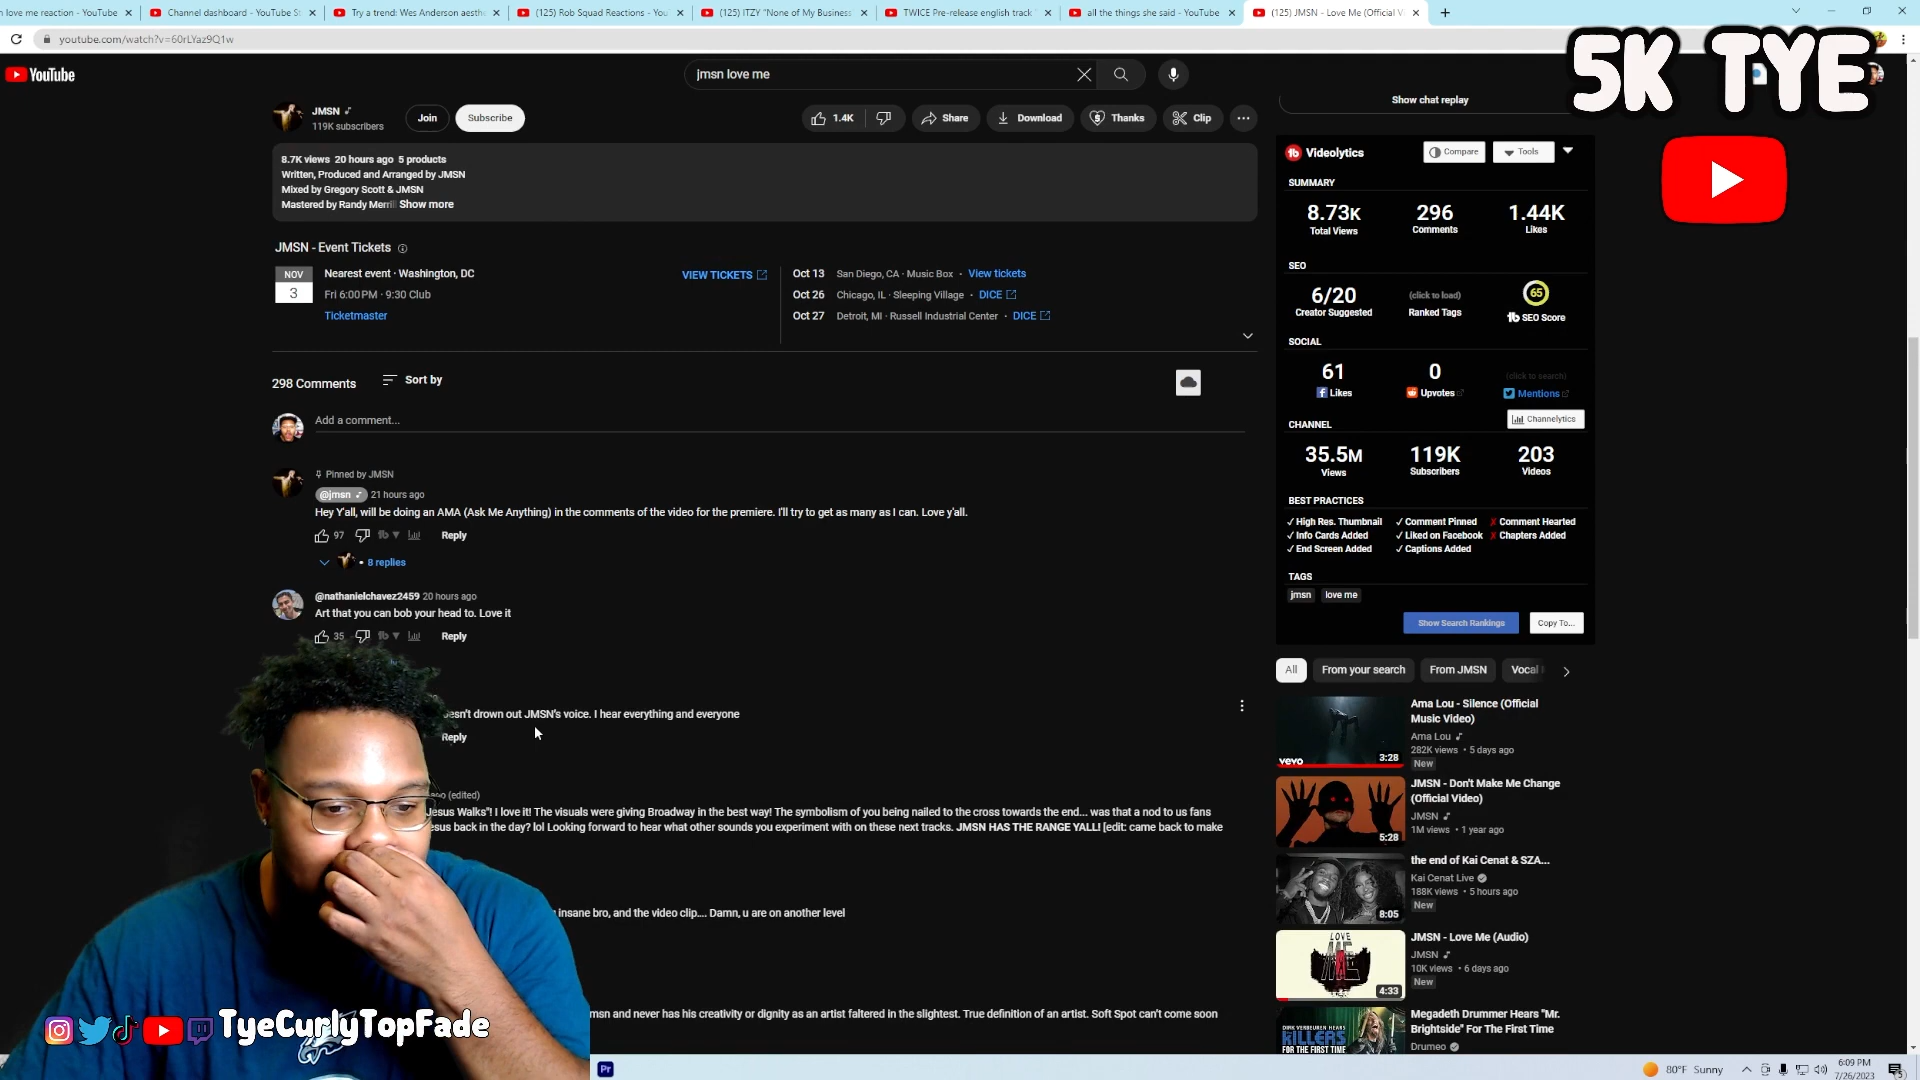 n love me reaction - YouTube
Channel dashboard - YouTube St
Try a trend: Wes Anderson aesthe
(125) Rob Squad Reactions - You
(125) ITZY "None of My Business
TWICE Pre-release english track
all the things she said - YouTube
(125) JMSN - Love Me (Official V
youtube.com/watch?v=60rLYaz9Q1w
5K TYE
YouTube
jmsn love me
JMSN
119K subscribers
Join
Subscribe
1.4K
Share
Download
Thanks
Clip
8.7K views 20 hours ago 5 products
Written, Produced and Arranged by JMSN
Mixed by Gregory Scott & JMSN
Mastered by Randy Merrill Show more
JMSN - Event Tickets
NOV
3
Nearest event · Washington, DC
Fri 6:00 PM · 9:30 Club
Ticketmaster
VIEW TICKETS
Oct 13 San Diego, CA · Music Box · View tickets
Oct 26 Chicago, IL · Sleeping Village · DICE
Oct 27 Detroit, MI · Russell Industrial Center · DICE
298 Comments
Sort by
Add a comment...
Pinned by JMSN
@jmsn 21 hours ago
Hey Y'all, will be doing an AMA (Ask Me Anything) in the comments of the video for the premiere. I'll try to get as many as I can. Love y'all.
97 Reply
8 replies
@nathanielchavez2459 20 hours ago
Art that you can bob your head to. Love it
35 Reply
esn't drown out JMSN's voice. I hear everything and everyone
Reply
(edited)
Jesus Walks"! I love it! The visuals were giving Broadway in the best way! The symbolism of you being nailed to the cross towards the end... was that a nod to us fans
esus back in the day? lol Looking forward to hear what other sounds you experiment with on these next tracks. JMSN HAS THE RANGE YALL! [edit: came back to make
insane bro, and the video clip.... Damn, u are on another level
msn and never has his creativity or dignity as an artist faltered in the slightest. True definition of an artist. Soft Spot can't come soon
TyeCurlyTopFade
Show chat replay
Videolytics
Compare
Tools
SUMMARY
8.73K
Total Views
296
Comments
1.44K
Likes
SEO
6/20
Creator Suggested
(click to load)
Ranked Tags
65
SEO Score
SOCIAL
61
Likes
0
Upvotes
(click to search)
Mentions
CHANNEL
Channelytics
35.5M
Views
119K
Subscribers
203
Videos
BEST PRACTICES
✓ High Res. Thumbnail ✓ Comment Pinned ✗ Comment Hearted
✓ Info Cards Added ✓ Liked on Facebook ✗ Chapters Added
✓ End Screen Added ✓ Captions Added
TAGS
jmsn love me
Show Search Rankings
Copy To...
All
From your search
From JMSN
Vocal
vevo
3:28
Ama Lou - Silence (Official
Music Video)
Ama Lou
282K views · 5 days ago
New
5:28
JMSN - Don't Make Me Change
(Official Video)
JMSN
1M views · 1 year ago
8:05
the end of Kai Cenat & SZA...
Kai Cenat Live
188K views · 5 hours ago
New
LOVE
ME
4:33
JMSN - Love Me (Audio)
JMSN
10K views · 6 days ago
New
DIRK VERBEUREN HEARS
KILLERS
FOR THE FIRST TIME
Megadeth Drummer Hears "Mr.
Brightside" For The First Time
Drumeo
Pr
80°F Sunny
6:09 PM
7/26/2023
5